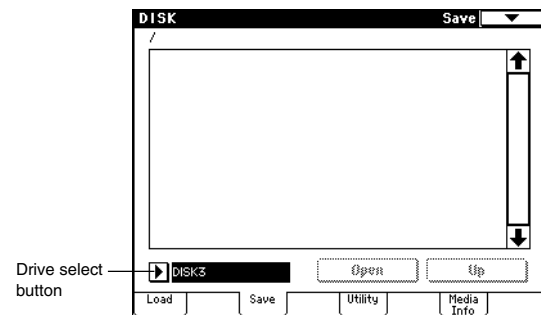 DISK Save
/
Drive select
button
DISK3 Open Up
Load Save Utility Media
Info